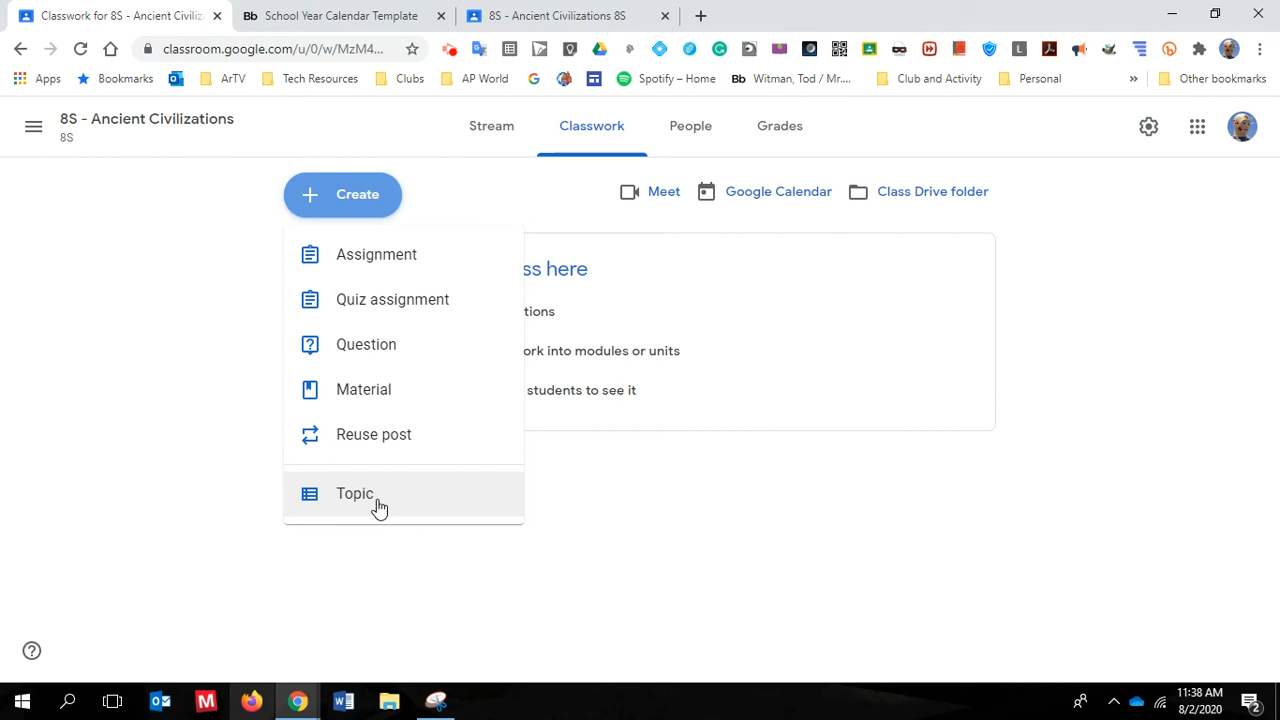 Classwork for 8S - Ancient Civiliz
Bb School Year Calendar Template
8S - Ancient Civilizations 8S
classroom.google.com/u/0/w/MzM4...
Apps
Bookmarks
ArTV
Tech Resources
Clubs
AP World
Spotify – Home
Bb Witman, Tod / Mr....
Club and Activity
Personal
»
Other bookmarks
8S - Ancient Civilizations
8S
Stream
Classwork
People
Grades
Create
Meet
Google Calendar
Class Drive folder
Assignment
Quiz assignment
Question
Material
Reuse post
Topic
ss here
tions
ork into modules or units
students to see it
11:38 AM
8/2/2020
2